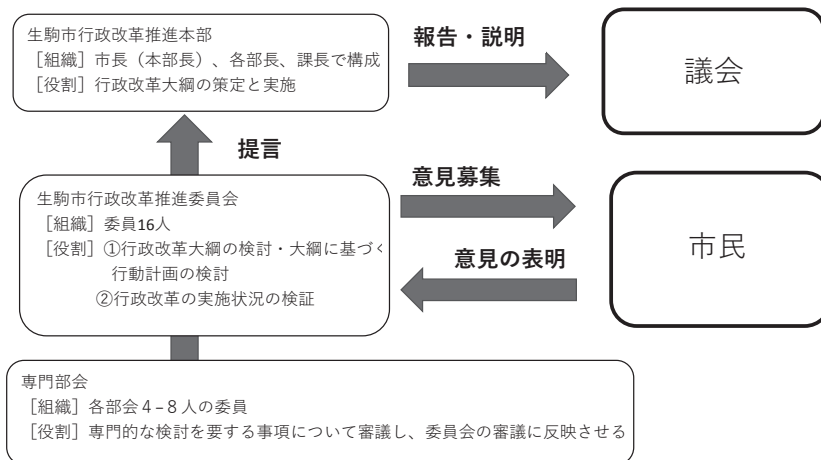 生駒市行政改革推進本部
［組織］市長（本部長）、各部長、課長で構成
［役割］行政改革大綱の策定と実施
報告・説明
議会
提言
生駒市行政改革推進委員会
［組織］委員16人
［役割］①行政改革大綱の検討・大綱に基づく
行動計画の検討
②行政改革の実施状況の検証
意見募集
意見の表明
市民
専門部会
［組織］各部会４−８人の委員
［役割］専門的な検討を要する事項について審議し、委員会の審議に反映させる